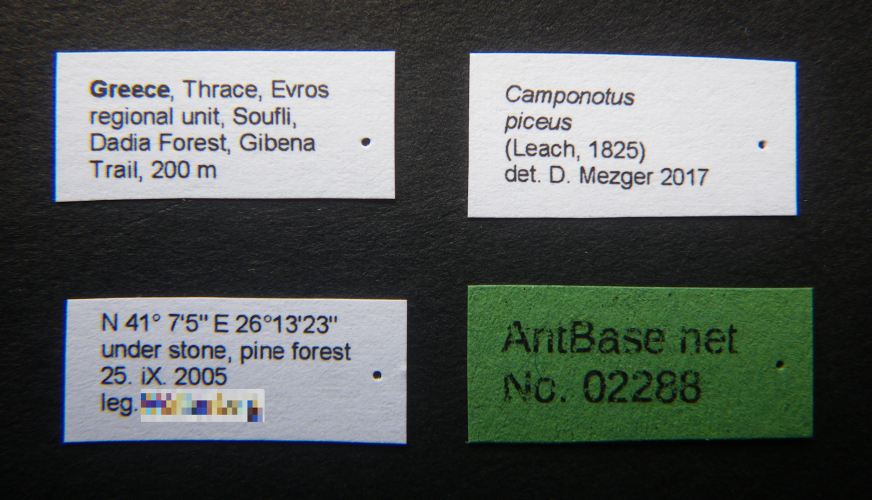 Greece, Thrace, Evros
regional unit, Soufli,
Dadia Forest, Gibena
Trail, 200 m
Camponotus
piceus
(Leach, 1825)
det. D. Mezger 2017
N 41° 7'5" E 26°13'23"
under stone, pine forest
25. iX. 2005
leg.
AntBase net
No. 02288